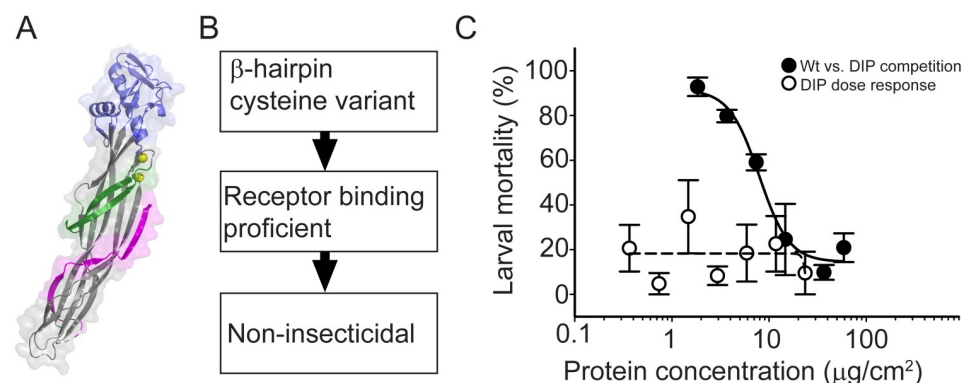 A
B
β-hairpin
cysteine variant
Receptor binding
proficient
Non-insecticidal
C
Larval mortality (%)
100
80
60
40
20
0
Wt vs. DIP competition
DIP dose response
0.1
1
10
100
Protein concentration (μg/cm²)